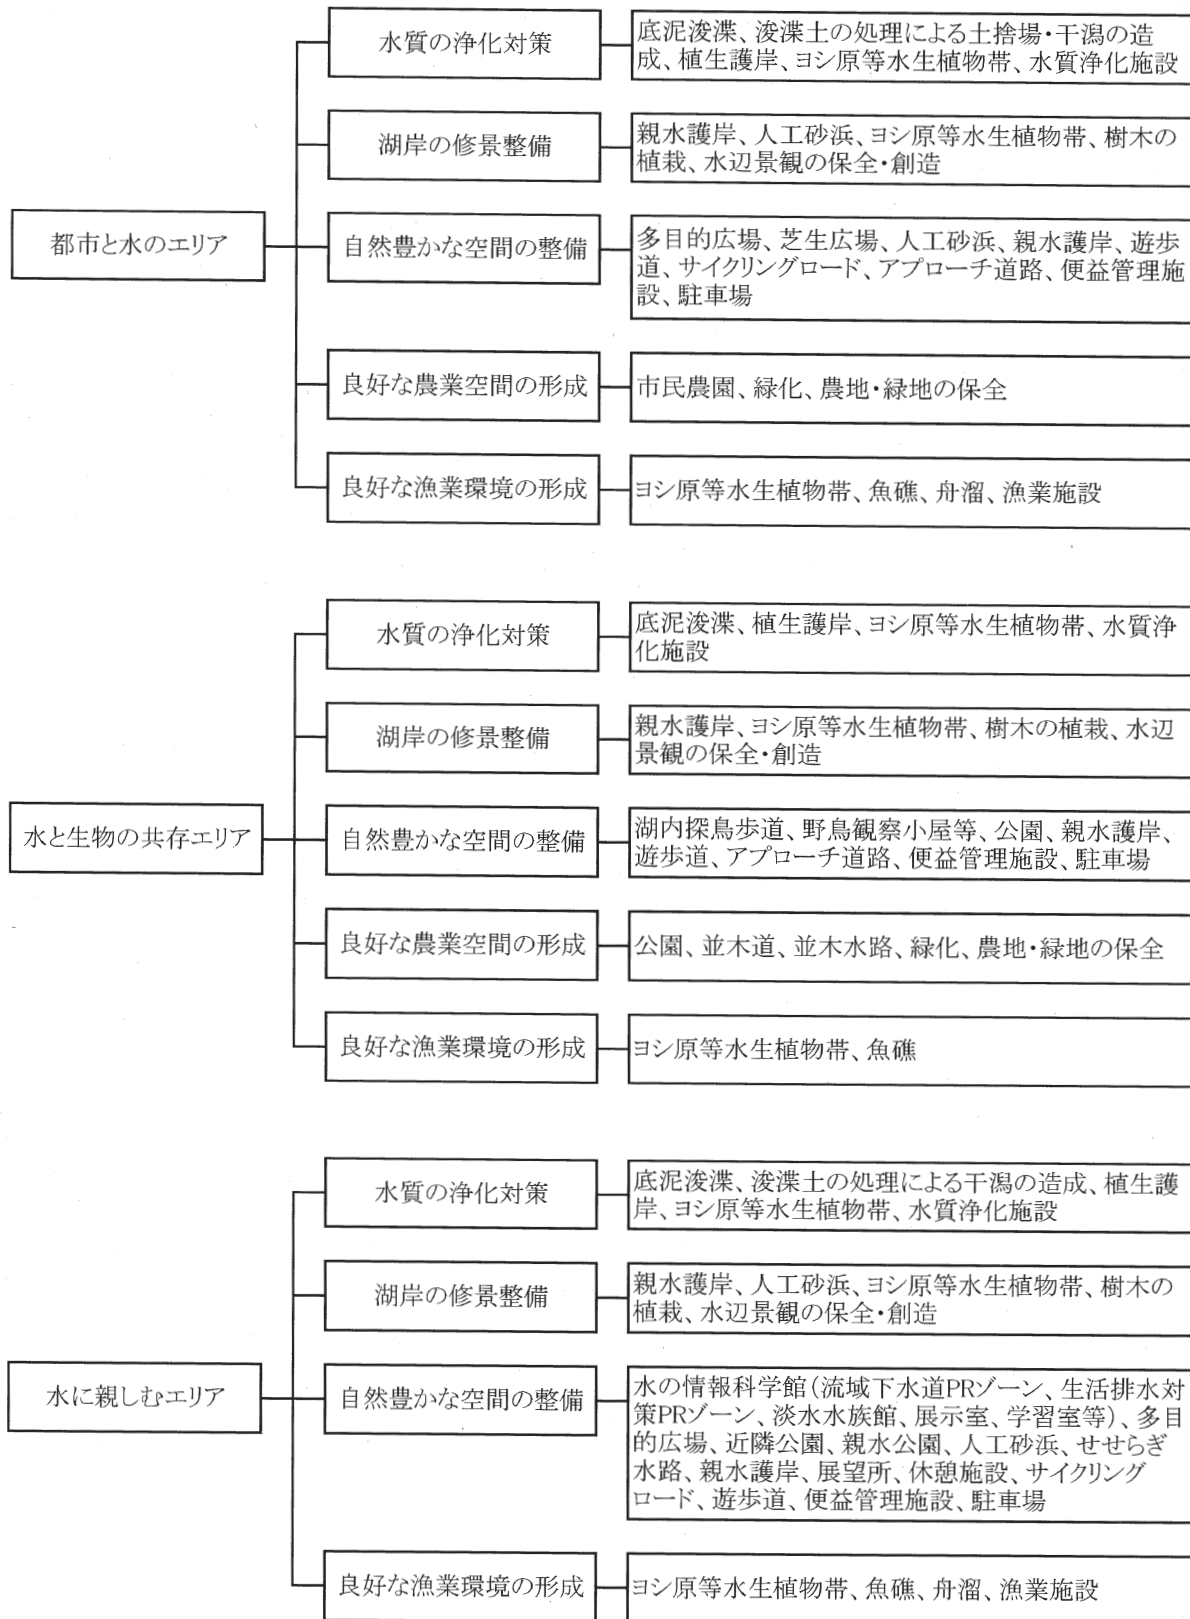 都市と水のエリア
水質の浄化対策
底泥浚渫、浚渫土の処理による土捨場・干潟の造
成、植生護岸、ヨシ原等水生植物帯、水質浄化施設
湖岸の修景整備
親水護岸、人工砂浜、ヨシ原等水生植物帯、樹木の
植栽、水辺景観の保全・創造
自然豊かな空間の整備
多目的広場、芝生広場、人工砂浜、親水護岸、遊歩
道、サイクリングロード、アプローチ道路、便益管理施
設、駐車場
良好な農業空間の形成
市民農園、緑化、農地・緑地の保全
良好な漁業環境の形成
ヨシ原等水生植物帯、魚礁、舟溜、漁業施設
水と生物の共存エリア
水質の浄化対策
底泥浚渫、植生護岸、ヨシ原等水生植物帯、水質浄
化施設
湖岸の修景整備
親水護岸、ヨシ原等水生植物帯、樹木の植栽、水辺
景観の保全・創造
自然豊かな空間の整備
湖内探鳥歩道、野鳥観察小屋等、公園、親水護岸、
遊歩道、アプローチ道路、便益管理施設、駐車場
良好な農業空間の形成
公園、並木道、並木水路、緑化、農地・緑地の保全
良好な漁業環境の形成
ヨシ原等水生植物帯、魚礁
水に親しむエリア
水質の浄化対策
底泥浚渫、浚渫土の処理による干潟の造成、植生護
岸、ヨシ原等水生植物帯、水質浄化施設
湖岸の修景整備
親水護岸、人工砂浜、ヨシ原等水生植物帯、樹木の
植栽、水辺景観の保全・創造
自然豊かな空間の整備
水の情報科学館（流域下水道PRゾーン、生活排水対
策PRゾーン、淡水水族館、展示室、学習室等）、多目
的広場、近隣公園、親水公園、人工砂浜、せせらぎ
水路、親水護岸、展望所、休憩施設、サイクリング
ロード、遊歩道、便益管理施設、駐車場
良好な漁業環境の形成
ヨシ原等水生植物帯、魚礁、舟溜、漁業施設